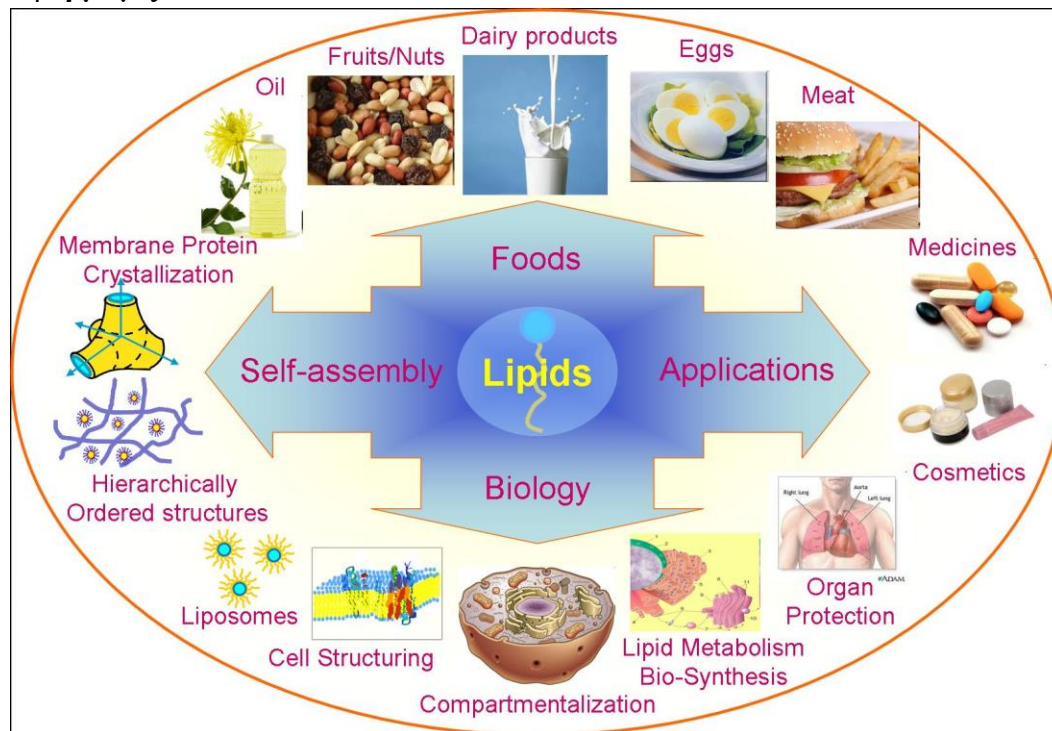 Dairy products
Fruits/Nuts
Eggs
Oil
Meat
Membrane Protein
Crystallization
Foods
Medicines
Self-assembly
Lipids
Applications
Hierarchically
Ordered structures
Biology
Cosmetics
Right lung
aorta
Left lung
©ADAM
Liposomes
Organ
Protection
Cell Structuring
Lipid Metabolism
Bio-Synthesis
Compartmentalization